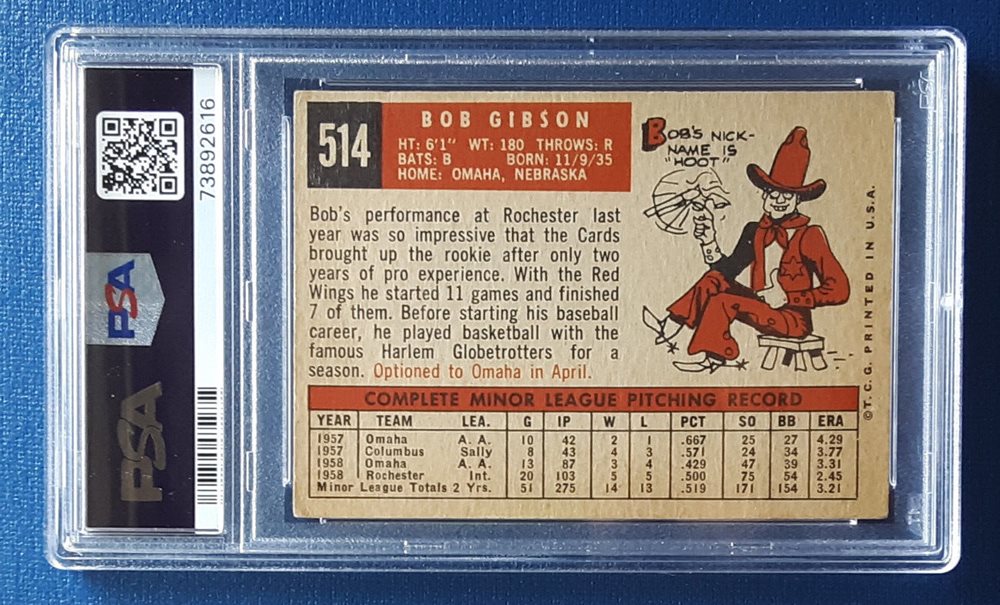 PSA
PSA
73892616
514
BOB GIBSON
HT: 6'1" WT: 180 THROWS: R
BATS: B BORN: 11/9/35
HOME: OMAHA, NEBRASKA
Bob's performance at Rochester last
year was so impressive that the Cards
brought up the rookie after only two
years of pro experience. With the Red
Wings he started 11 games and finished
7 of them. Before starting his baseball
career, he played basketball with the
famous Harlem Globetrotters for a
season. Optioned to Omaha in April.
BOB'S NICK-
NAME IS
"HOOT"
©T.C.G. PRINTED IN U.S.A.
COMPLETE MINOR LEAGUE PITCHING RECORD
YEAR TEAM LEA. G IP W L PCT SO BB ERA
1957 Omaha A. A. 10 42 2 1 .667 25 27 4.29
1957 Columbus Sally 8 43 4 3 .571 24 34 3.77
1958 Omaha A. A. 13 87 3 4 .429 47 39 3.31
1958 Rochester Int. 20 103 5 5 .500 75 54 2.45
Minor League Totals 2 Yrs. 51 275 14 13 .519 171 154 3.21